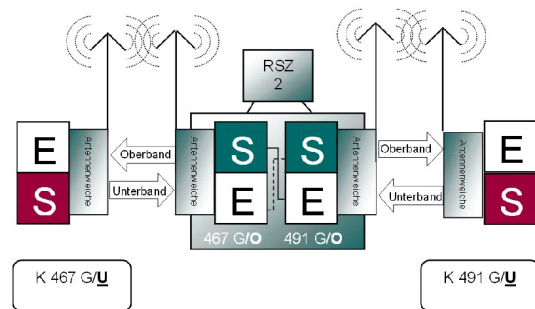 RSZ
2
E
S
Antennenweiche
Oberband
Unterband
Antennenweiche
S
E
S
E
Antennenweiche
Oberband
Unterband
Antennenweiche
E
S
467 G/O
491 G/O
K 467 G/U
K 491 G/U